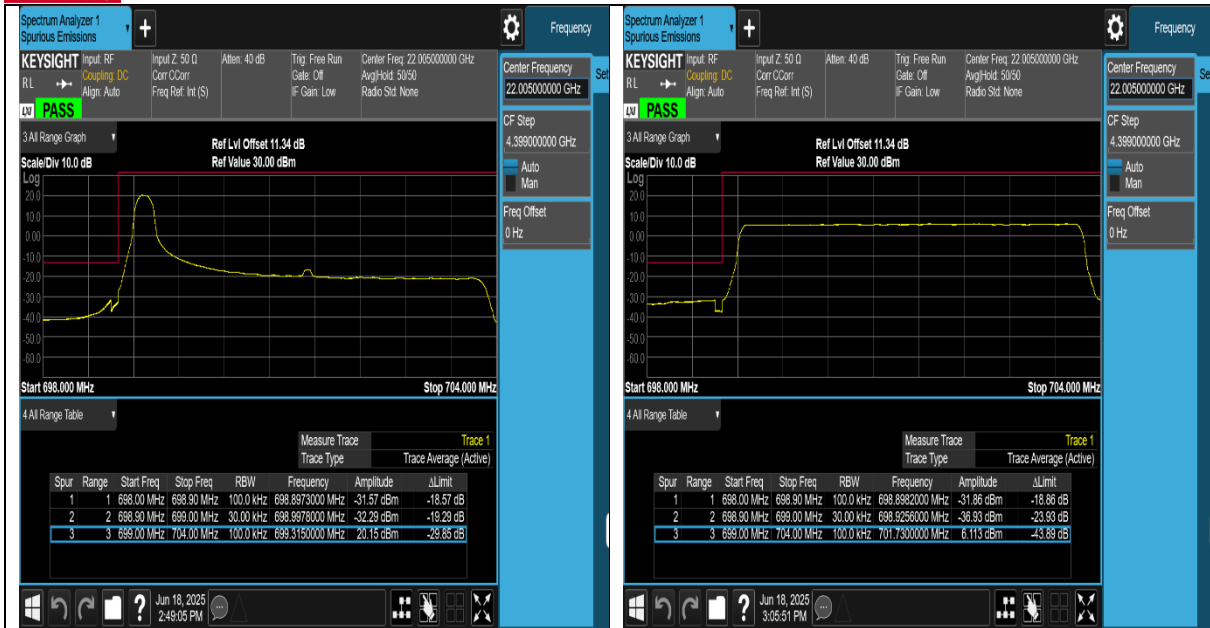 Spectrum Analyzer 1
Spurious Emissions
+
Frequency
KEYSIGHT
RL
LXI
PASS
Input: RF
Coupling: DC
Align: Auto
Input Z: 50 Ω
Corr CCorr
Freq Ref: Int (S)
Atten: 40 dB
Trig: Free Run
Gate: Off
IF Gain: Low
Center Freq: 22.005000000 GHz
Avg|Hold: 50/50
Radio Std: None
Center Frequency
22.005000000 GHz
Set
CF Step
4.399000000 GHz
Auto
Man
Freq Offset
0 Hz
3 All Range Graph
Ref Lvl Offset 11.34 dB
Scale/Div 10.0 dB
Ref Value 30.00 dBm
Log
20.0
10.0
0.00
-10.0
-20.0
-30.0
-40.0
-50.0
-60.0
Start 698.000 MHz
Stop 704.000 MHz
4 All Range Table
Measure Trace Trace 1
Trace Type Trace Average (Active)
Spur Range Start Freq Stop Freq RBW Frequency Amplitude ΔLimit
1 1 698.00 MHz 698.90 MHz 100.0 kHz 698.8973000 MHz -31.57 dBm -18.57 dB
2 2 698.90 MHz 699.00 MHz 30.00 kHz 698.9978000 MHz -32.29 dBm -19.29 dB
3 3 699.00 MHz 704.00 MHz 100.0 kHz 699.3150000 MHz 20.15 dBm -29.85 dB
?
Jun 18, 2025
2:49:05 PM
Spectrum Analyzer 1
Spurious Emissions
+
Frequency
KEYSIGHT
RL
LXI
PASS
Input: RF
Coupling: DC
Align: Auto
Input Z: 50 Ω
Corr CCorr
Freq Ref: Int (S)
Atten: 40 dB
Trig: Free Run
Gate: Off
IF Gain: Low
Center Freq: 22.005000000 GHz
Avg|Hold: 50/50
Radio Std: None
Center Frequency
22.005000000 GHz
Se
CF Step
4.399000000 GHz
Auto
Man
Freq Offset
0 Hz
3 All Range Graph
Ref Lvl Offset 11.34 dB
Scale/Div 10.0 dB
Ref Value 30.00 dBm
Log
20.0
10.0
0.00
-10.0
-20.0
-30.0
-40.0
-50.0
-60.0
Start 698.000 MHz
Stop 704.000 MHz
4 All Range Table
Measure Trace Trace 1
Trace Type Trace Average (Active)
Spur Range Start Freq Stop Freq RBW Frequency Amplitude ΔLimit
1 1 698.00 MHz 698.90 MHz 100.0 kHz 698.8982000 MHz -31.86 dBm -18.86 dB
2 2 698.90 MHz 699.00 MHz 30.00 kHz 698.9256000 MHz -36.93 dBm -23.93 dB
3 3 699.00 MHz 704.00 MHz 100.0 kHz 701.7300000 MHz 6.113 dBm -43.89 dB
?
Jun 18, 2025
3:05:51 PM